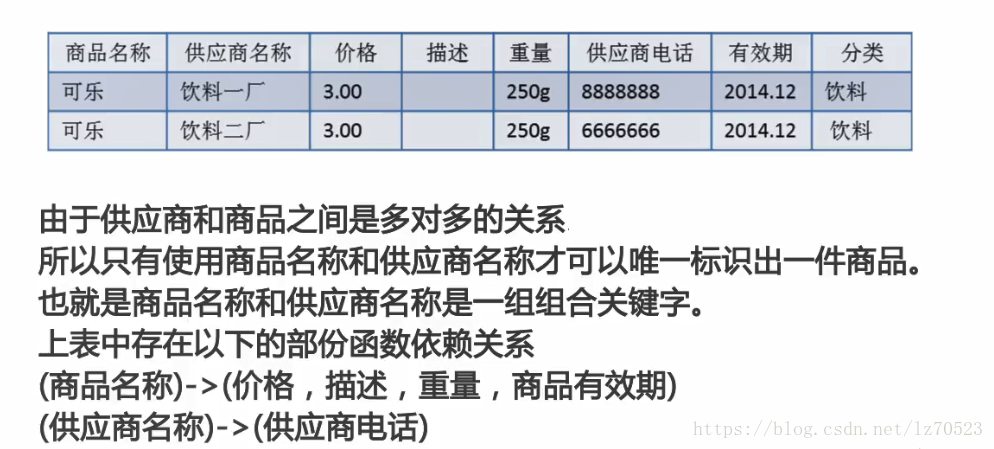 商品名称 供应商名称 价格 描述 重量 供应商电话 有效期 分类
可乐 饮料一厂 3.00 250g 8888888 2014.12 饮料
可乐 饮料二厂 3.00 250g 6666666 2014.12 饮料
由于供应商和商品之间是多对多的关系
所以只有使用商品名称和供应商名称才可以唯一标识出一件商品。
也就是商品名称和供应商名称是一组组合关键字。
上表中存在以下的部份函数依赖关系
(商品名称)->(价格，描述，重量，商品有效期)
(供应商名称)->(供应商电话)
https://blog.csdn.net/lz70523